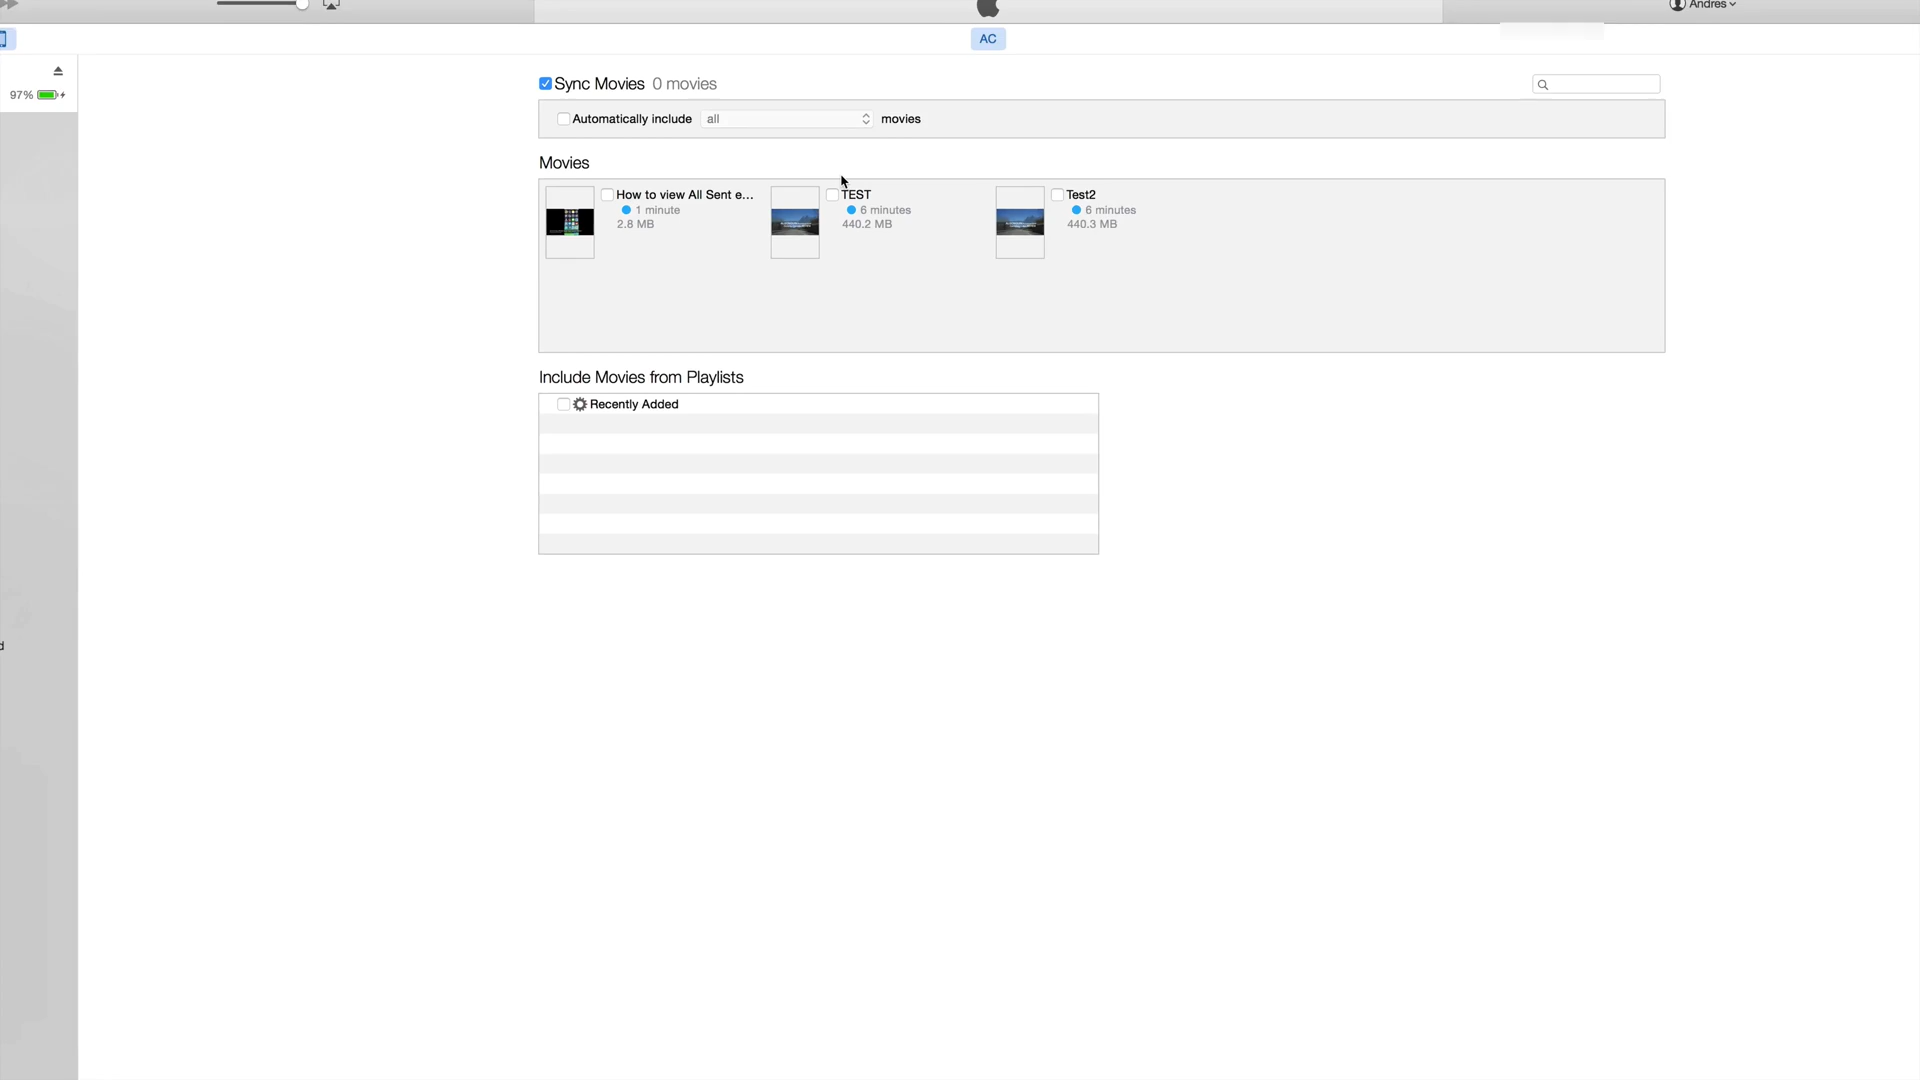 Andres
AC
97%
Sync Movies 0 movies
Automatically include all movies
Movies
How to view All Sent e...
1 minute
2.8 MB
TEST
6 minutes
440.2 MB
Test2
6 minutes
440.3 MB
Include Movies from Playlists
Recently Added
d